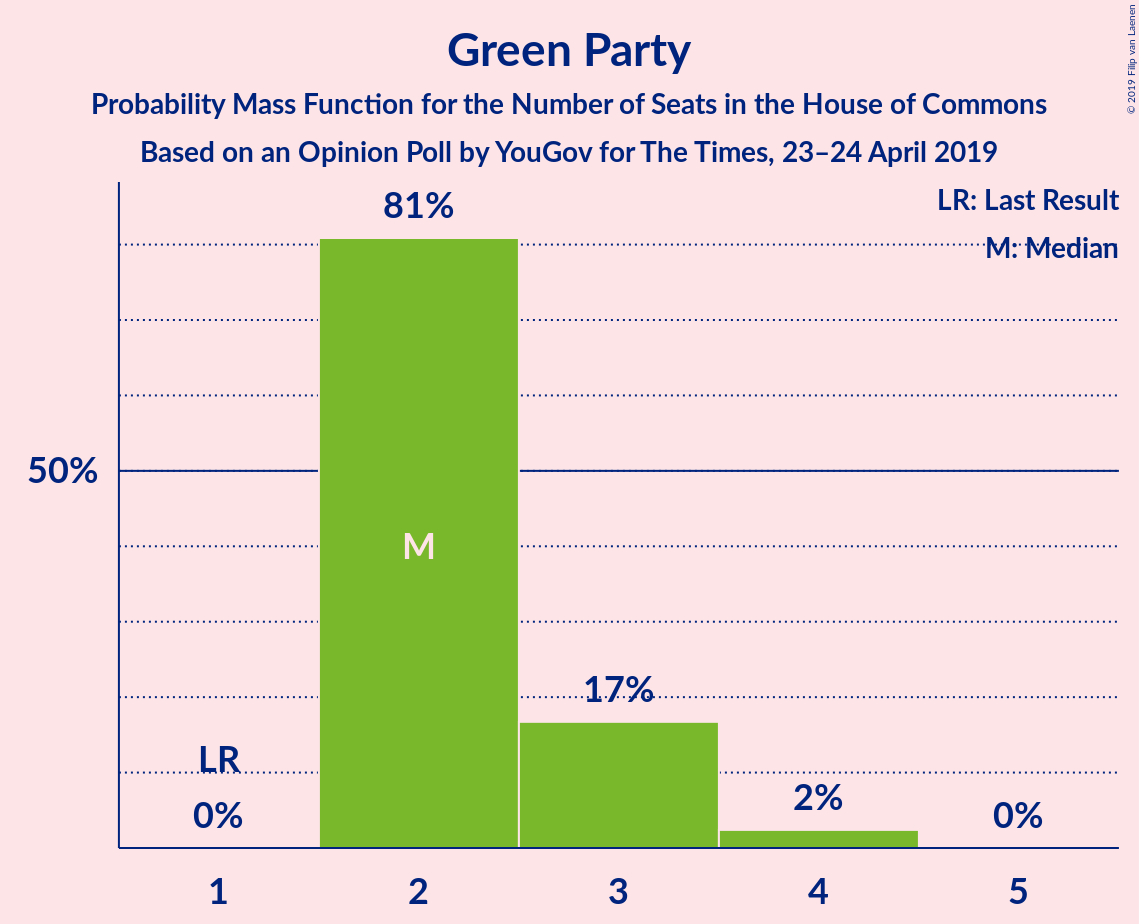 Green Party
Probability Mass Function for the Number of Seats in the House of Commons
Based on an Opinion Poll by YouGov for The Times, 23–24 April 2019
© 2019 Filip van Laenen
LR: Last Result
M: Median
81%
50%
M
17%
LR
2%
0%
0%
1 2 3 4 5